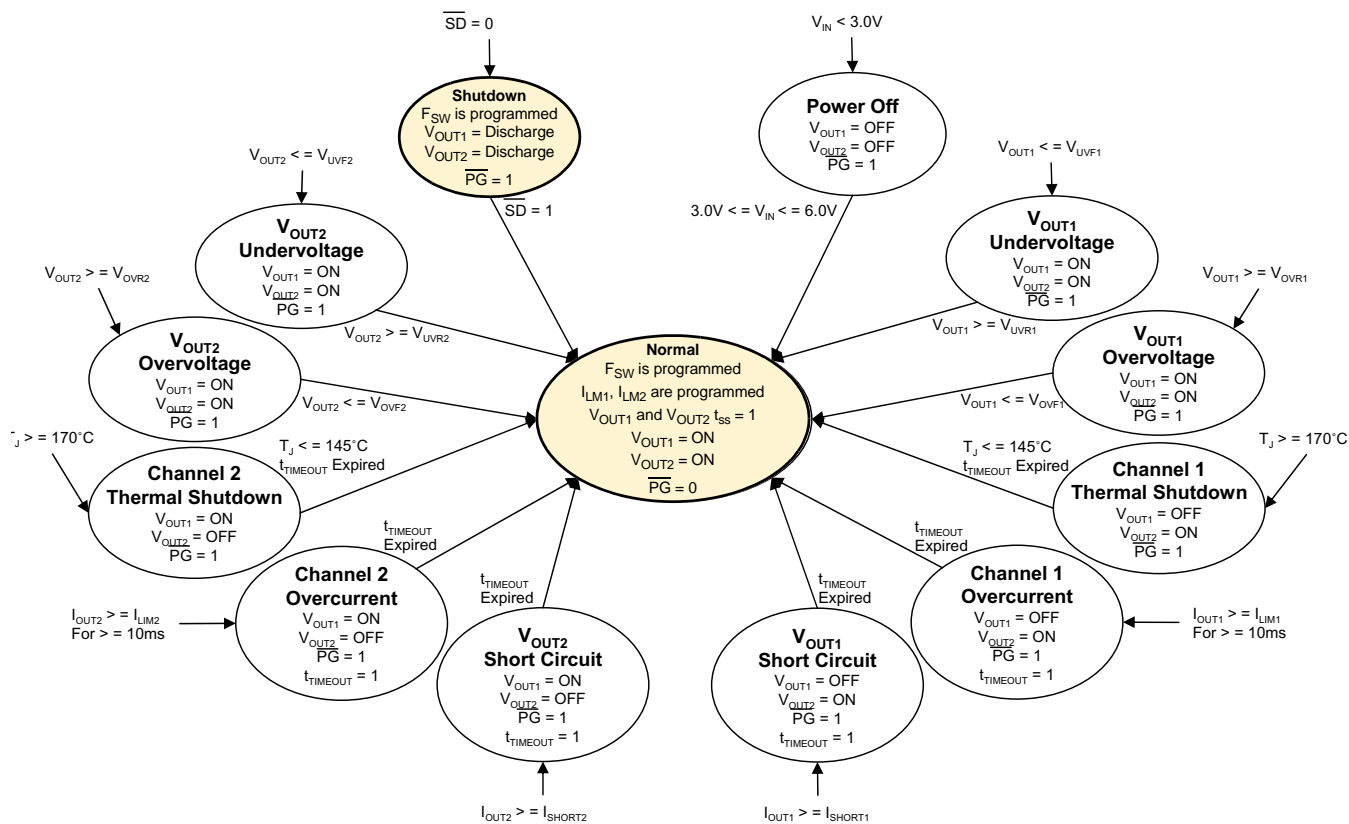 SD = 0
V_IN < 3.0V
Shutdown
F_SW is programmed
V_OUT1 = Discharge
V_OUT2 = Discharge
PG = 1
Power Off
V_OUT1 = OFF
V_OUT2 = OFF
PG = 1
V_OUT2 <= V_UVF2
V_OUT1 <= V_UVF1
SD = 1
3.0V <= V_IN <= 6.0V
V_OUT2
Undervoltage
V_OUT1 = ON
V_OUT2 = ON
PG = 1
V_OUT1
Undervoltage
V_OUT1 = ON
V_OUT2 = ON
PG = 1
V_OUT2 >= V_OVR2
V_OUT1 >= V_OVR1
V_OUT2 >= V_UVR2
V_OUT1 >= V_UVR1
V_OUT2
Overvoltage
V_OUT1 = ON
V_OUT2 = ON
PG = 1
Normal
F_SW is programmed
I_LM1, I_LM2 are programmed
V_OUT1 and V_OUT2 t_ss = 1
V_OUT1 = ON
V_OUT2 = ON
PG = 0
V_OUT1
Overvoltage
V_OUT1 = ON
V_OUT2 = ON
PG = 1
V_OUT2 <= V_OVF2
V_OUT1 <= V_OVF1
T_J >= 170°C
T_J <= 145°C
t_TIMEOUT Expired
T_J <= 145°C
t_TIMEOUT Expired
T_J >= 170°C
Channel 2
Thermal Shutdown
V_OUT1 = ON
V_OUT2 = OFF
PG = 1
Channel 1
Thermal Shutdown
V_OUT1 = OFF
V_OUT2 = ON
PG = 1
t_TIMEOUT
Expired
t_TIMEOUT
Expired
t_TIMEOUT
Expired
t_TIMEOUT
Expired
Channel 2
Overcurrent
V_OUT1 = ON
V_OUT2 = OFF
PG = 1
t_TIMEOUT = 1
Channel 1
Overcurrent
V_OUT1 = OFF
V_OUT2 = ON
PG = 1
t_TIMEOUT = 1
I_OUT2 >= I_LIM2
For >= 10ms
I_OUT1 >= I_LIM1
For >= 10ms
V_OUT2
Short Circuit
V_OUT1 = ON
V_OUT2 = OFF
PG = 1
t_TIMEOUT = 1
V_OUT1
Short Circuit
V_OUT1 = OFF
V_OUT2 = ON
PG = 1
t_TIMEOUT = 1
I_OUT2 >= I_SHORT2
I_OUT1 >= I_SHORT1